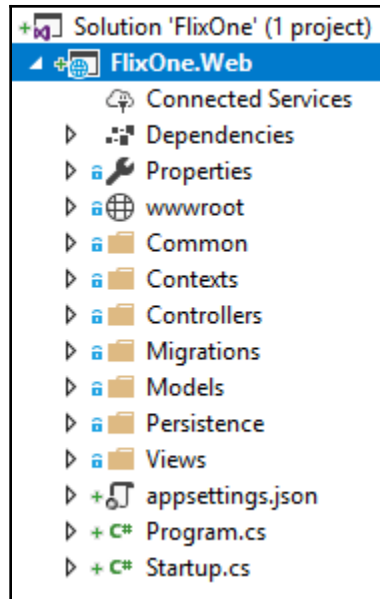 Solution 'FlixOne' (1 project)
FlixOne.Web
Connected Services
Dependencies
Properties
wwwroot
Common
Contexts
Controllers
Migrations
Models
Persistence
Views
appsettings.json
C# Program.cs
C# Startup.cs